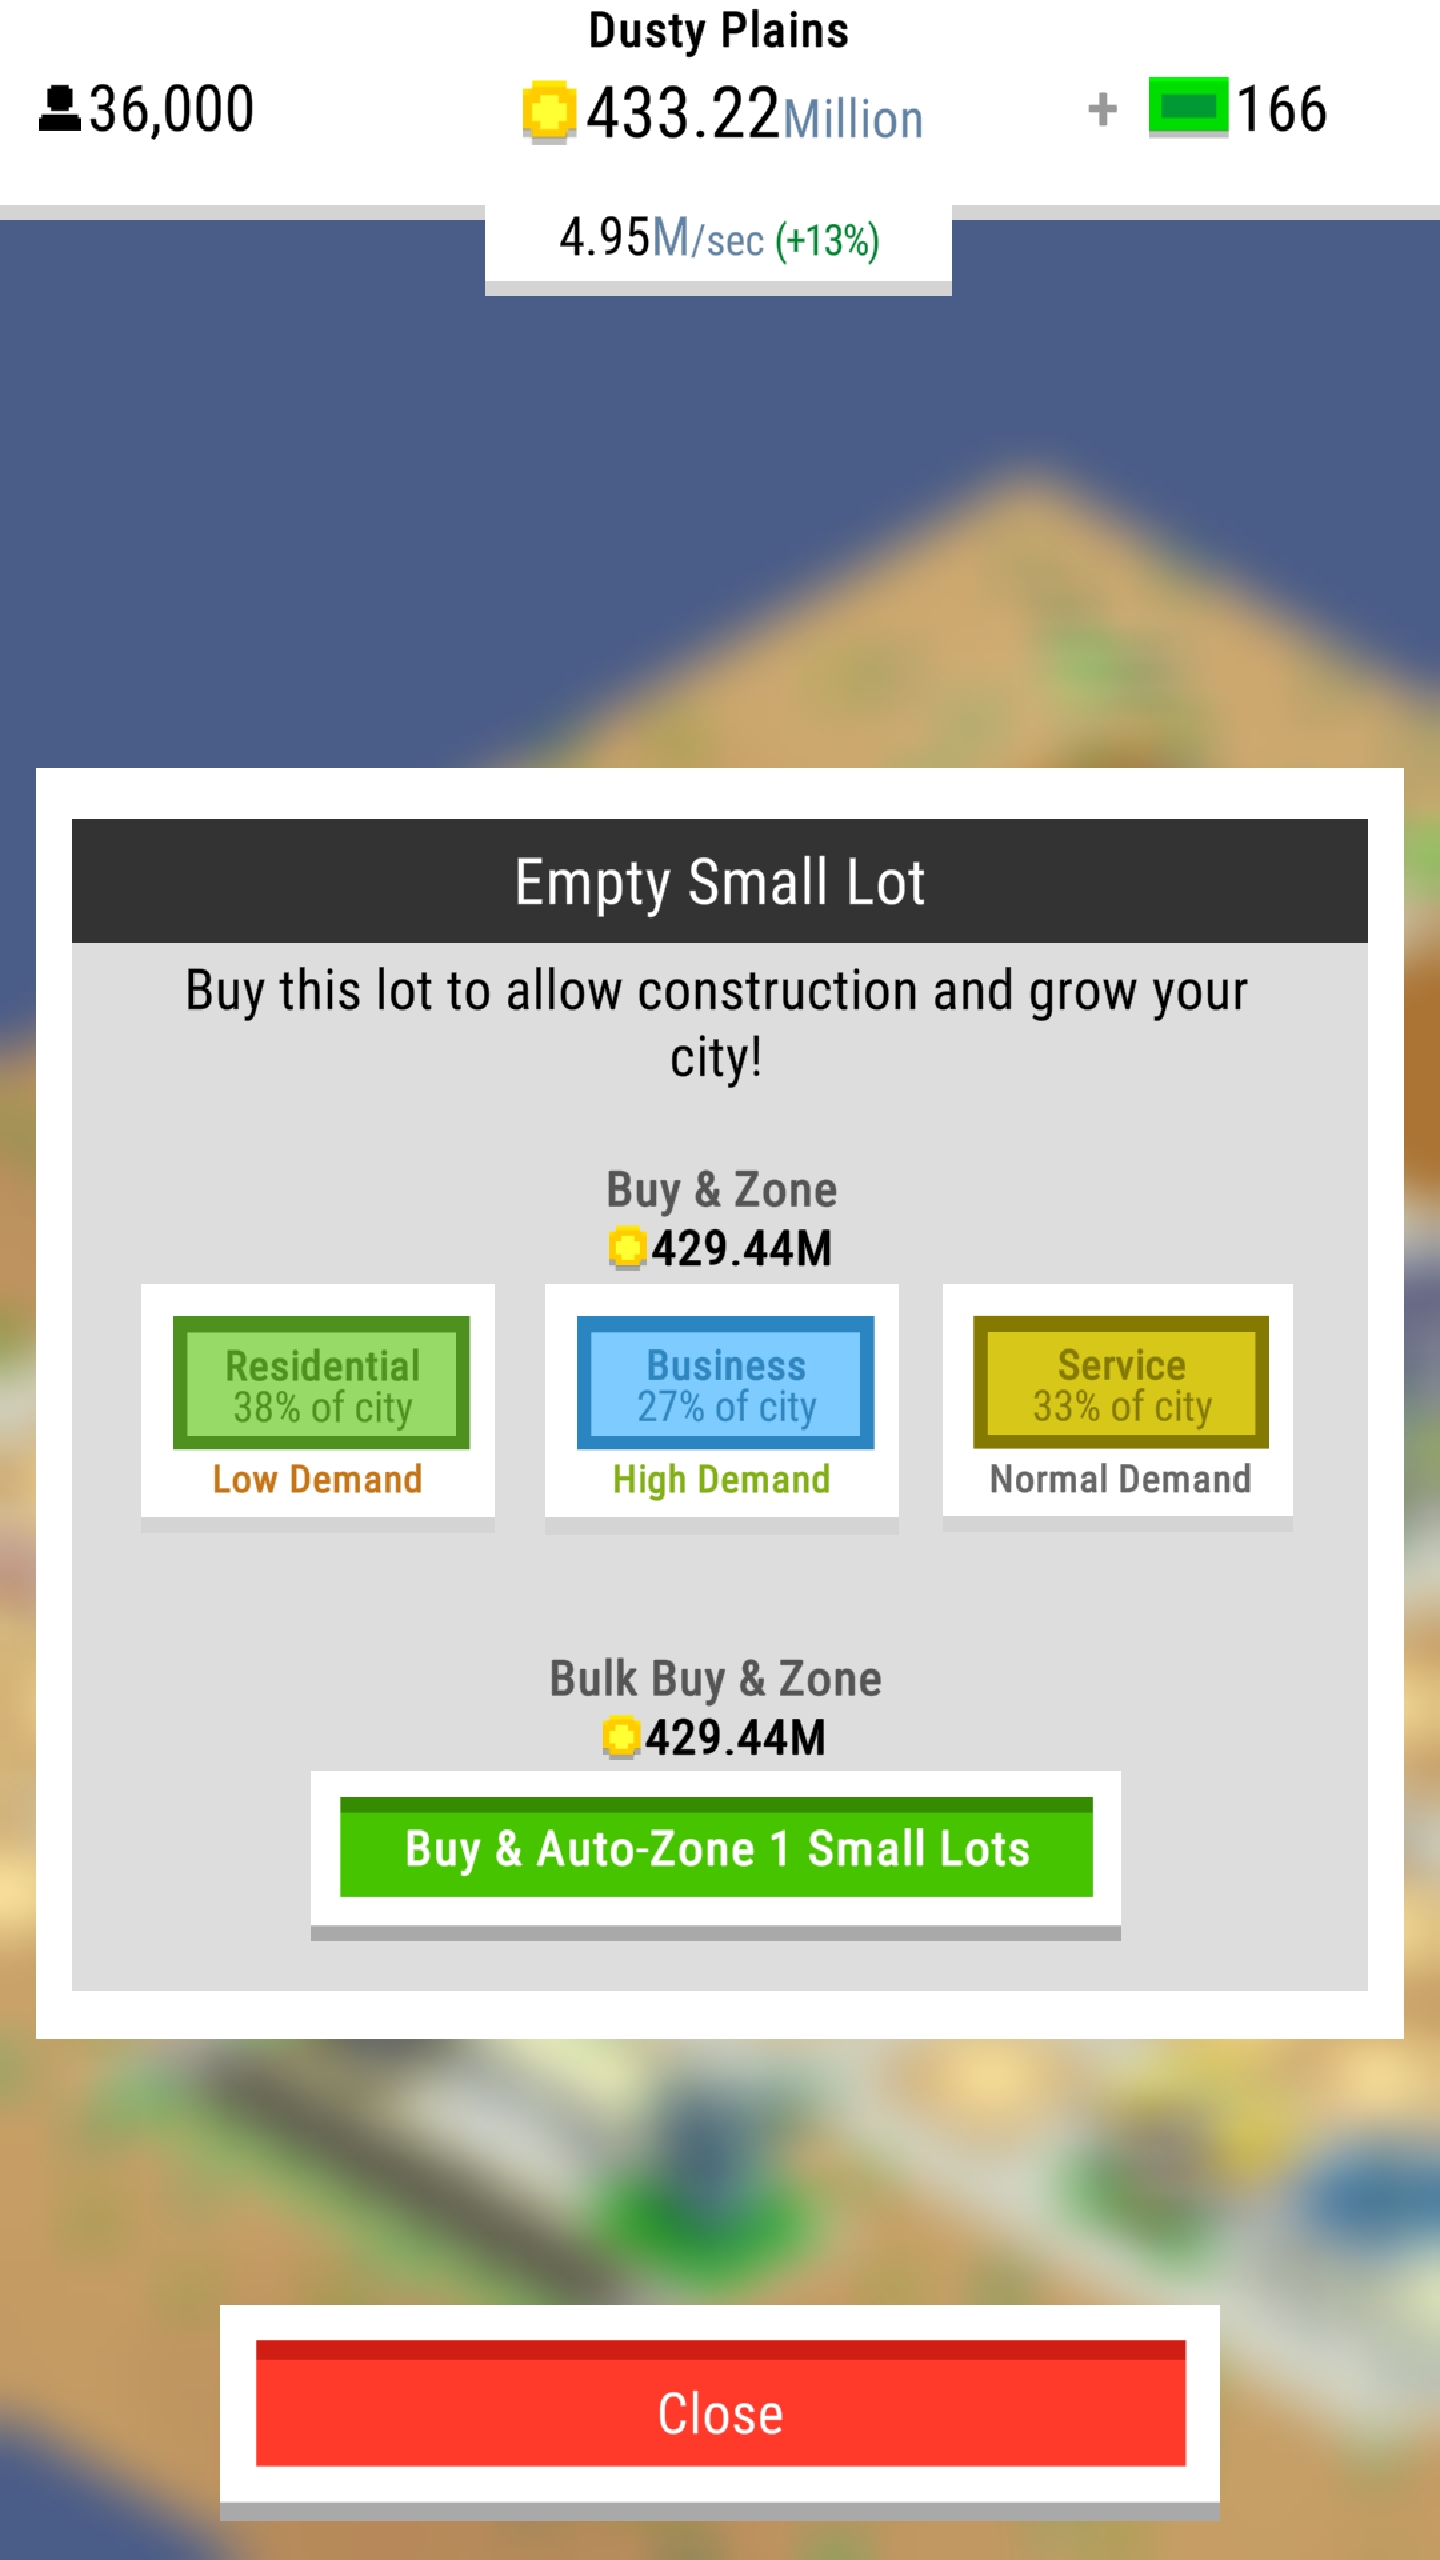 Dusty Plains
36,000
433.22Million
+ 166
4.95M/sec (+13%)
Empty Small Lot
Buy this lot to allow construction and grow your
city!
Buy & Zone
429.44M
Residential
38% of city
Low Demand
Business
27% of city
High Demand
Service
33% of city
Normal Demand
Bulk Buy & Zone
429.44M
Buy & Auto-Zone 1 Small Lots
Close